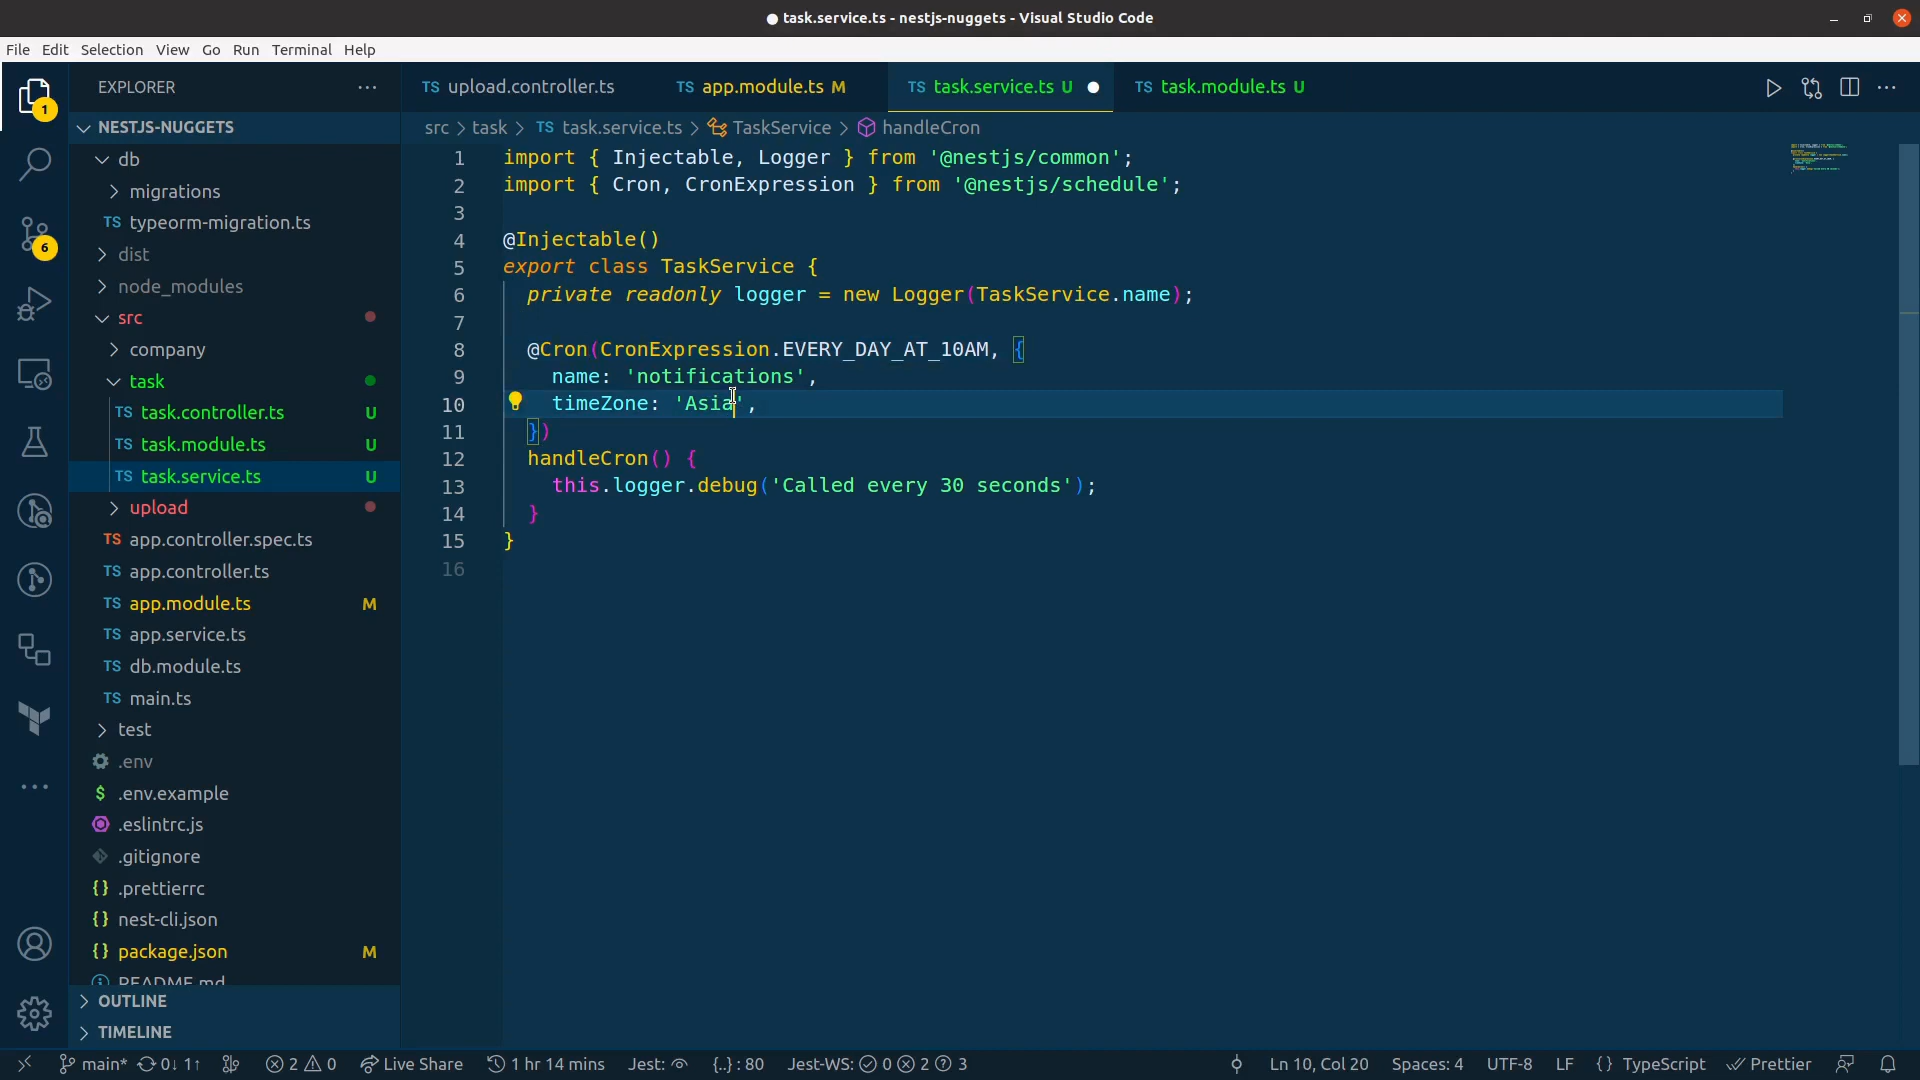 task.service.ts - nestjs-nuggets - Visual Studio Code
File Edit Selection View Go Run Terminal Help
EXPLORER
1
6
NESTJS-NUGGETS
db
migrations
TS typeorm-migration.ts
dist
node_modules
src
company
task
TS task.controller.ts U
TS task.module.ts U
TS task.service.ts U
upload
TS app.controller.spec.ts
TS app.controller.ts
TS app.module.ts M
TS app.service.ts
TS db.module.ts
TS main.ts
test
.env
$ .env.example
.eslintrc.js
.gitignore
{} .prettierrc
{} nest-cli.json
{} package.json M
README.md
OUTLINE
TIMELINE
TS upload.controller.ts TS app.module.ts M TS task.service.ts U TS task.module.ts U
src > task > TS task.service.ts > TaskService > handleCron
1 import { Injectable, Logger } from '@nestjs/common';
2 import { Cron, CronExpression } from '@nestjs/schedule';
3
4 @Injectable()
5 export class TaskService {
6 private readonly logger = new Logger(TaskService.name);
7
8 @Cron(CronExpression.EVERY_DAY_AT_10AM, {
9 name: 'notifications',
10 timeZone: 'Asia',
11 })
12 handleCron() {
13 this.logger.debug('Called every 30 seconds');
14 }
15 }
16
main* 0↓ 1↑ 2 0 Live Share 1 hr 14 mins Jest: {..} : 80 Jest-WS: 0 2 3 Ln 10, Col 20 Spaces: 4 UTF-8 LF {} TypeScript Prettier